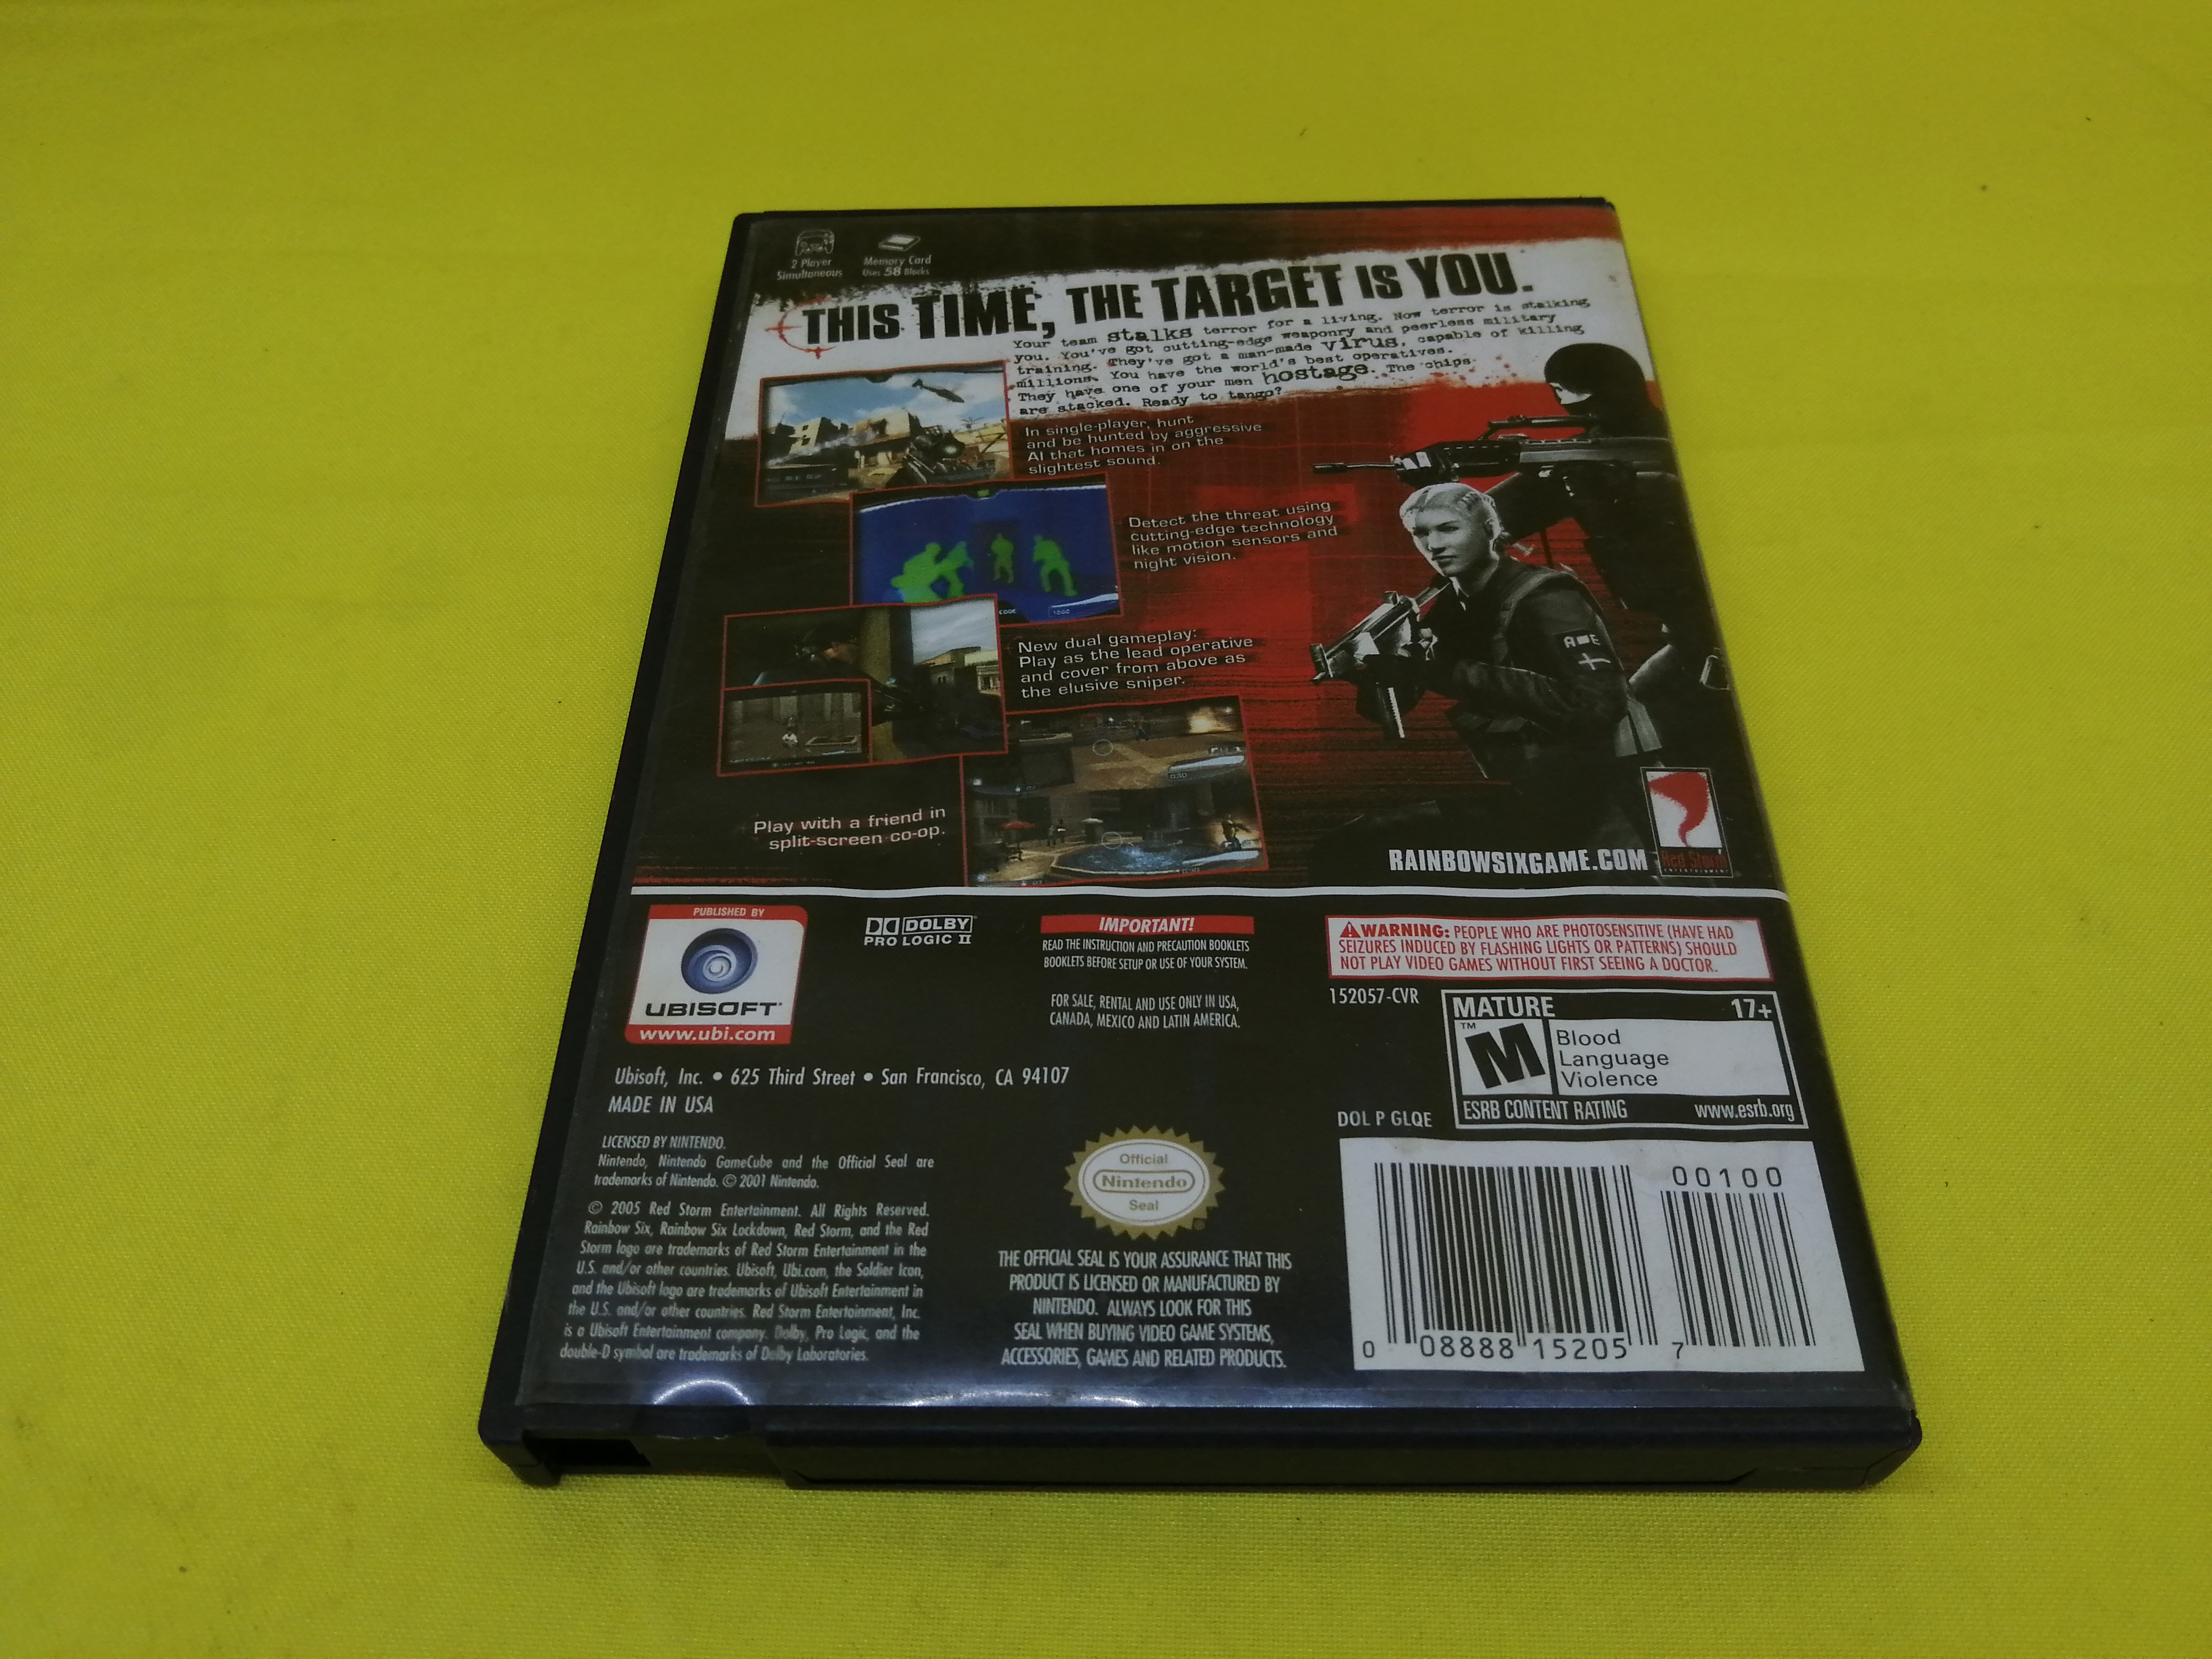 2 Player
Simultaneous
Memory Card
Uses 58 Blocks
THIS TIME, THE TARGET IS YOU.
Your team stalks terror for a living. Now terror is stalking
you. You've got cutting-edge weaponry and peerless military
training. They've got a man-made virus, capable of killing
millions. You have the world's best operatives.
They have one of your men hostage. The chips
are stacked. Ready to tango?
In single-player, hunt
and be hunted by aggressive
AI that homes in on the
slightest sound.
Detect the threat using
cutting-edge technology
like motion sensors and
night vision.
New dual gameplay:
Play as the lead operative
and cover from above as
the elusive sniper.
Play with a friend in
split-screen co-op.
RAINBOWSIXGAME.COM
Red Storm
ENTERTAINMENT
PUBLISHED BY
UBISOFT
www.ubi.com
DOLBY
PRO LOGIC II
IMPORTANT!
READ THE INSTRUCTION AND PRECAUTION BOOKLETS
BOOKLETS BEFORE SETUP OR USE OF YOUR SYSTEM.
FOR SALE, RENTAL AND USE ONLY IN USA,
CANADA, MEXICO AND LATIN AMERICA.
WARNING: PEOPLE WHO ARE PHOTOSENSITIVE (HAVE HAD
SEIZURES INDUCED BY FLASHING LIGHTS OR PATTERNS) SHOULD
NOT PLAY VIDEO GAMES WITHOUT FIRST SEEING A DOCTOR.
152057-CVR
MATURE 17+
M
™
Blood
Language
Violence
ESRB CONTENT RATING www.esrb.org
Ubisoft, Inc. • 625 Third Street • San Francisco, CA 94107
MADE IN USA
DOL P GLQE
LICENSED BY NINTENDO.
Nintendo, Nintendo GameCube and the Official Seal are
trademarks of Nintendo. © 2001 Nintendo.
© 2005 Red Storm Entertainment. All Rights Reserved.
Rainbow Six, Rainbow Six Lockdown, Red Storm, and the Red
Storm logo are trademarks of Red Storm Entertainment in the
U.S. and/or other countries. Ubisoft, Ubi.com, the Soldier Icon,
and the Ubisoft logo are trademarks of Ubisoft Entertainment in
the U.S. and/or other countries. Red Storm Entertainment, Inc.
is a Ubisoft Entertainment company. Dolby, Pro Logic, and the
double-D symbol are trademarks of Dolby Laboratories.
Official
Nintendo
Seal
THE OFFICIAL SEAL IS YOUR ASSURANCE THAT THIS
PRODUCT IS LICENSED OR MANUFACTURED BY
NINTENDO. ALWAYS LOOK FOR THIS
SEAL WHEN BUYING VIDEO GAME SYSTEMS,
ACCESSORIES, GAMES AND RELATED PRODUCTS.
00100
0 08888 15205 7